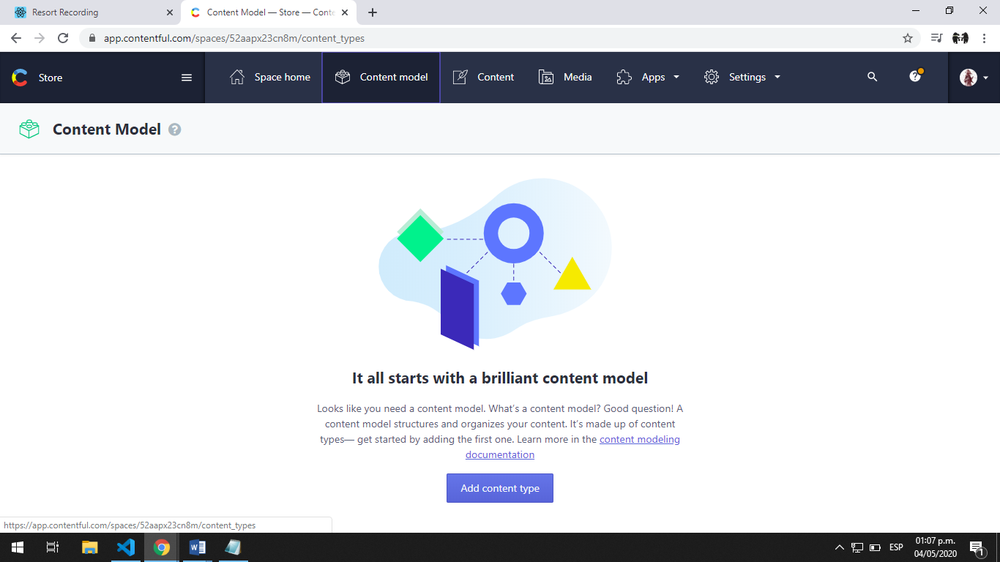 Resort Recording
Content Model — Store — Conte
app.contentful.com/spaces/52aapx23cn8m/content_types
Store
Space home
Content model
Content
Media
Apps
Settings
?
Content Model ?
It all starts with a brilliant content model
Looks like you need a content model. What's a content model? Good question! A
content model structures and organizes your content. It's made up of content
types— get started by adding the first one. Learn more in the content modeling
documentation
Add content type
https://app.contentful.com/spaces/52aapx23cn8m/content_types
ESP
01:07 p.m.
04/05/2020
1